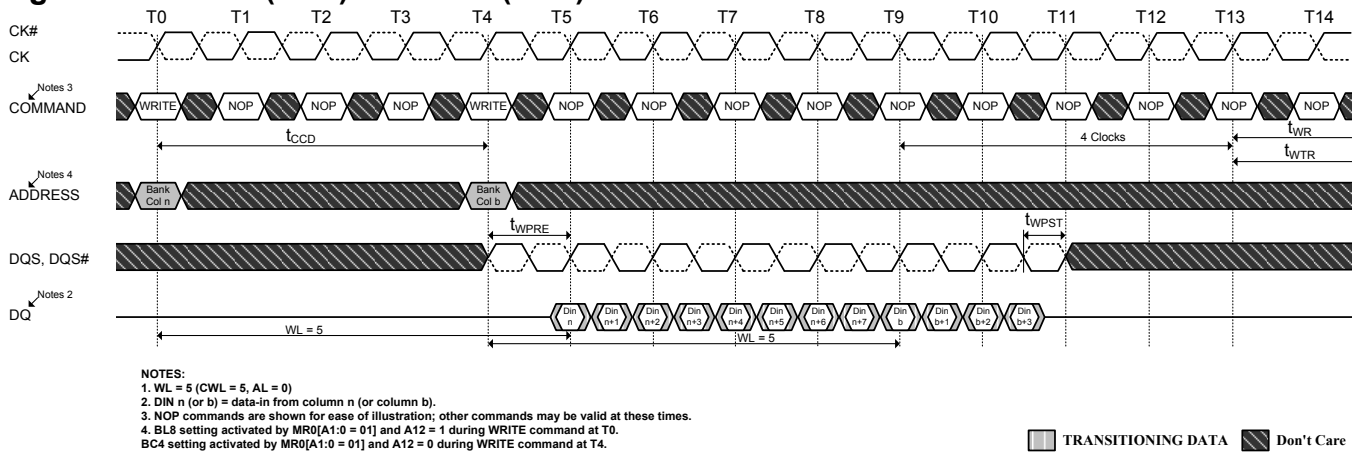 T0 T1 T2 T3 T4 T5 T6 T7 T8 T9 T10 T11 T12 T13 T14
CK#
CK
Notes 3
COMMAND
WRITE NOP NOP NOP WRITE NOP NOP NOP NOP NOP NOP NOP NOP NOP NOP
tCCD
4 Clocks
tWR
tWTR
Notes 4
ADDRESS
Bank
Col n
Bank
Col b
tWPRE
tWPST
DQS, DQS#
Notes 2
DQ
Din Din Din Din Din Din Din Din Din Din Din Din
n n+1 n+2 n+3 n+4 n+5 n+6 n+7 b b+1 b+2 b+3
WL = 5
WL = 5
NOTES:
1. WL = 5 (CWL = 5, AL = 0)
2. DIN n (or b) = data-in from column n (or column b).
3. NOP commands are shown for ease of illustration; other commands may be valid at these times.
4. BL8 setting activated by MR0[A1:0 = 01] and A12 = 1 during WRITE command at T0.
BC4 setting activated by MR0[A1:0 = 01] and A12 = 0 during WRITE command at T4.
TRANSITIONING DATA
Don't Care